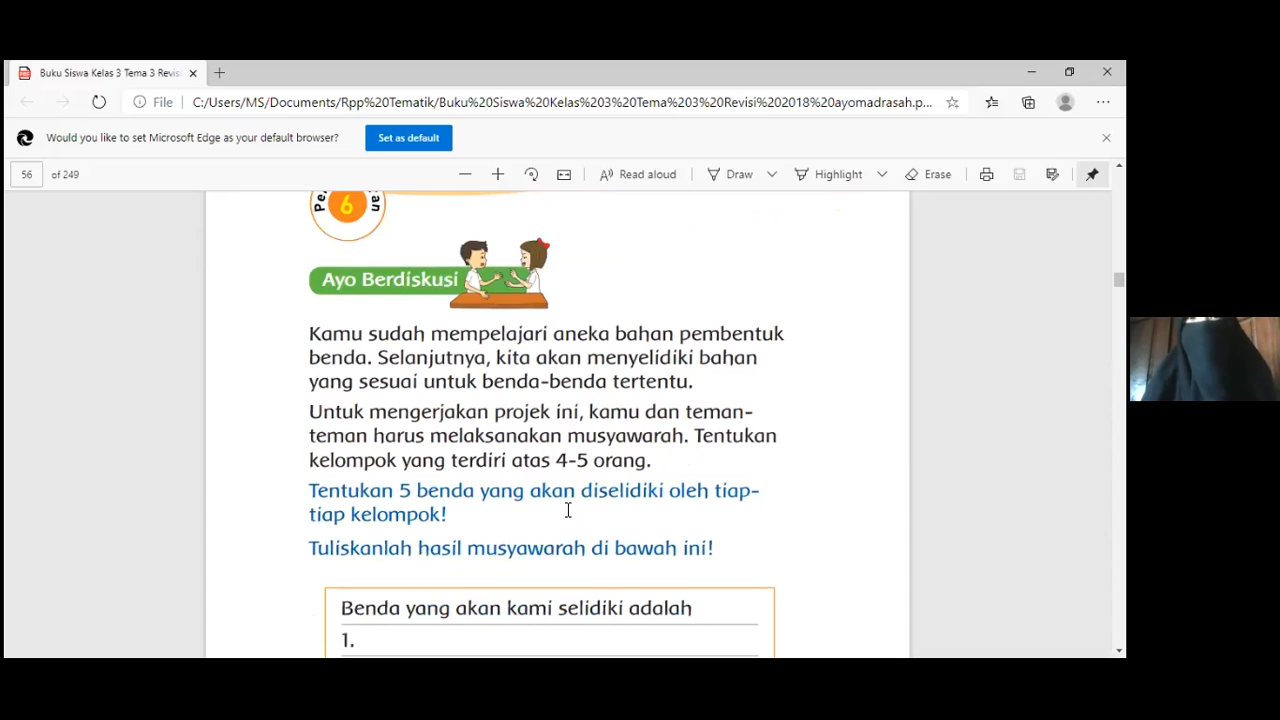 Buku Siswa Kelas 3 Tema 3 Revis
File C:/Users/MS/Documents/Rpp%20Tematik/Buku%20Siswa%20Kelas%203%20Tema%203%20Revisi%202018%20ayomadrasah.p...
Would you like to set Microsoft Edge as your default browser? Set as default
56 of 249 Read aloud Draw Highlight Erase
6
Ayo Berdiskusi
Kamu sudah mempelajari aneka bahan pembentuk
benda. Selanjutnya, kita akan menyelidiki bahan
yang sesuai untuk benda-benda tertentu.
Untuk mengerjakan projek ini, kamu dan teman-
teman harus melaksanakan musyawarah. Tentukan
kelompok yang terdiri atas 4-5 orang.
Tentukan 5 benda yang akan diselidiki oleh tiap-
tiap kelompok!
Tuliskanlah hasil musyawarah di bawah ini!
Benda yang akan kami selidiki adalah
1.